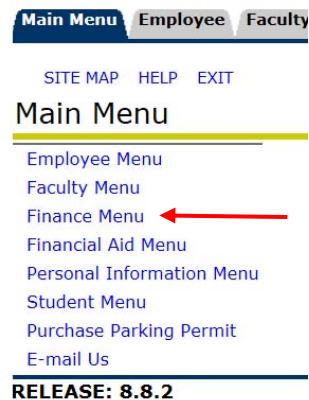 Main Menu Employee Faculty
SITE MAP HELP EXIT
Main Menu
Employee Menu
Faculty Menu
Finance Menu
Financial Aid Menu
Personal Information Menu
Student Menu
Purchase Parking Permit
E-mail Us
RELEASE: 8.8.2